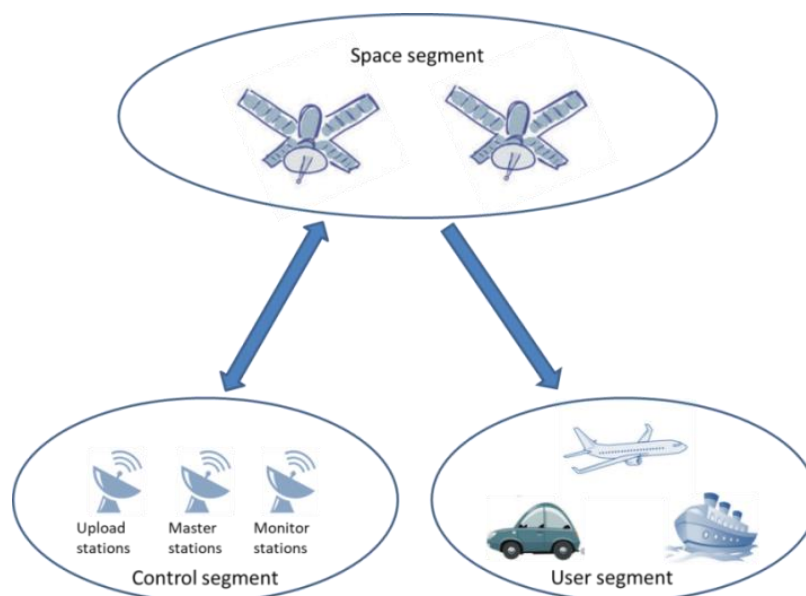 Space segment
Upload stations
Master stations
Monitor stations
Control segment
User segment